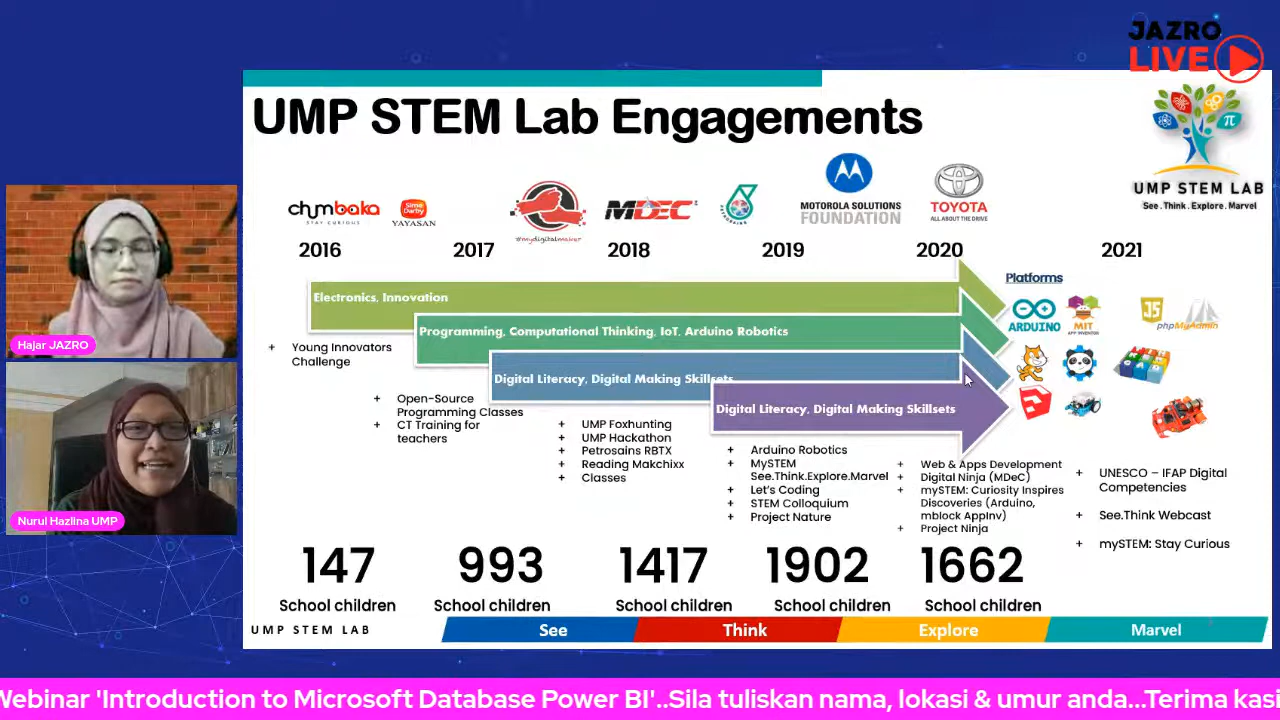 JAZRO
LIVE
UMP STEM Lab Engagements
UMP STEM LAB
See.Think.Explore.Marvel
chumbaka
STAY CURIOUS
Sime Darby
YAYASAN
#mydigitalmaker
MDEC
MOTOROLA SOLUTIONS
FOUNDATION
TOYOTA
ALL ABOUT THE DRIVE
2016
2017
2018
2019
2020
2021
Platforms
Electronics, Innovation
Programming, Computational Thinking, IoT, Arduino Robotics
Digital Literacy, Digital Making Skillsets
Digital Literacy, Digital Making Skillsets
ARDUINO
MIT
APP INVENTOR
JS
phpMyAdmin
+ Young Innovators
Challenge
+ Open-Source
Programming Classes
+ CT Training for
teachers
+ UMP Foxhunting
+ UMP Hackathon
+ Petrosains RBTX
+ Reading Makchixx
+ Classes
+ Arduino Robotics
+ MySTEM
See.Think.Explore.Marvel
+ Let's Coding
+ STEM Colloquium
+ Project Nature
+ Web & Apps Development
+ Digital Ninja (MDeC)
+ mySTEM: Curiosity Inspires
Discoveries (Arduino,
mblock AppInv)
+ Project Ninja
+ UNESCO – IFAP Digital
Competencies
+ See.Think Webcast
+ mySTEM: Stay Curious
147
School children
993
School children
1417
School children
1902
School children
1662
School children
UMP STEM LAB
See
Think
Explore
Marvel
Hajar JAZRO
Nurul Hazlina UMP
Webinar 'Introduction to Microsoft Database Power BI'..Sila tuliskan nama, lokasi & umur anda...Terima kasi